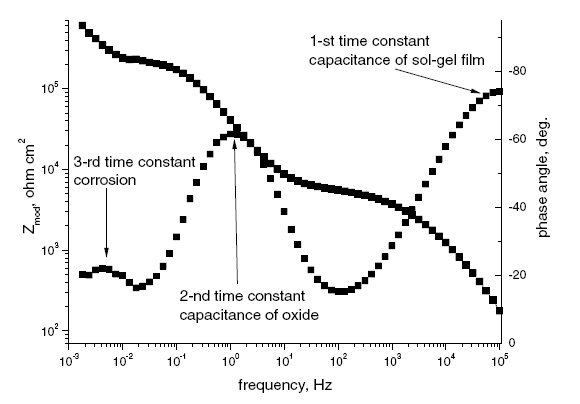 1-st time constant
capacitance of sol-gel film
3-rd time constant
corrosion
2-nd time constant
capacitance of oxide
Z_mod, ohm cm²
10⁵
10⁴
10³
10²
phase angle, deg.
-80
-60
-40
-20
0
10⁻³ 10⁻² 10⁻¹ 10⁰ 10¹ 10² 10³ 10⁴ 10⁵
frequency, Hz